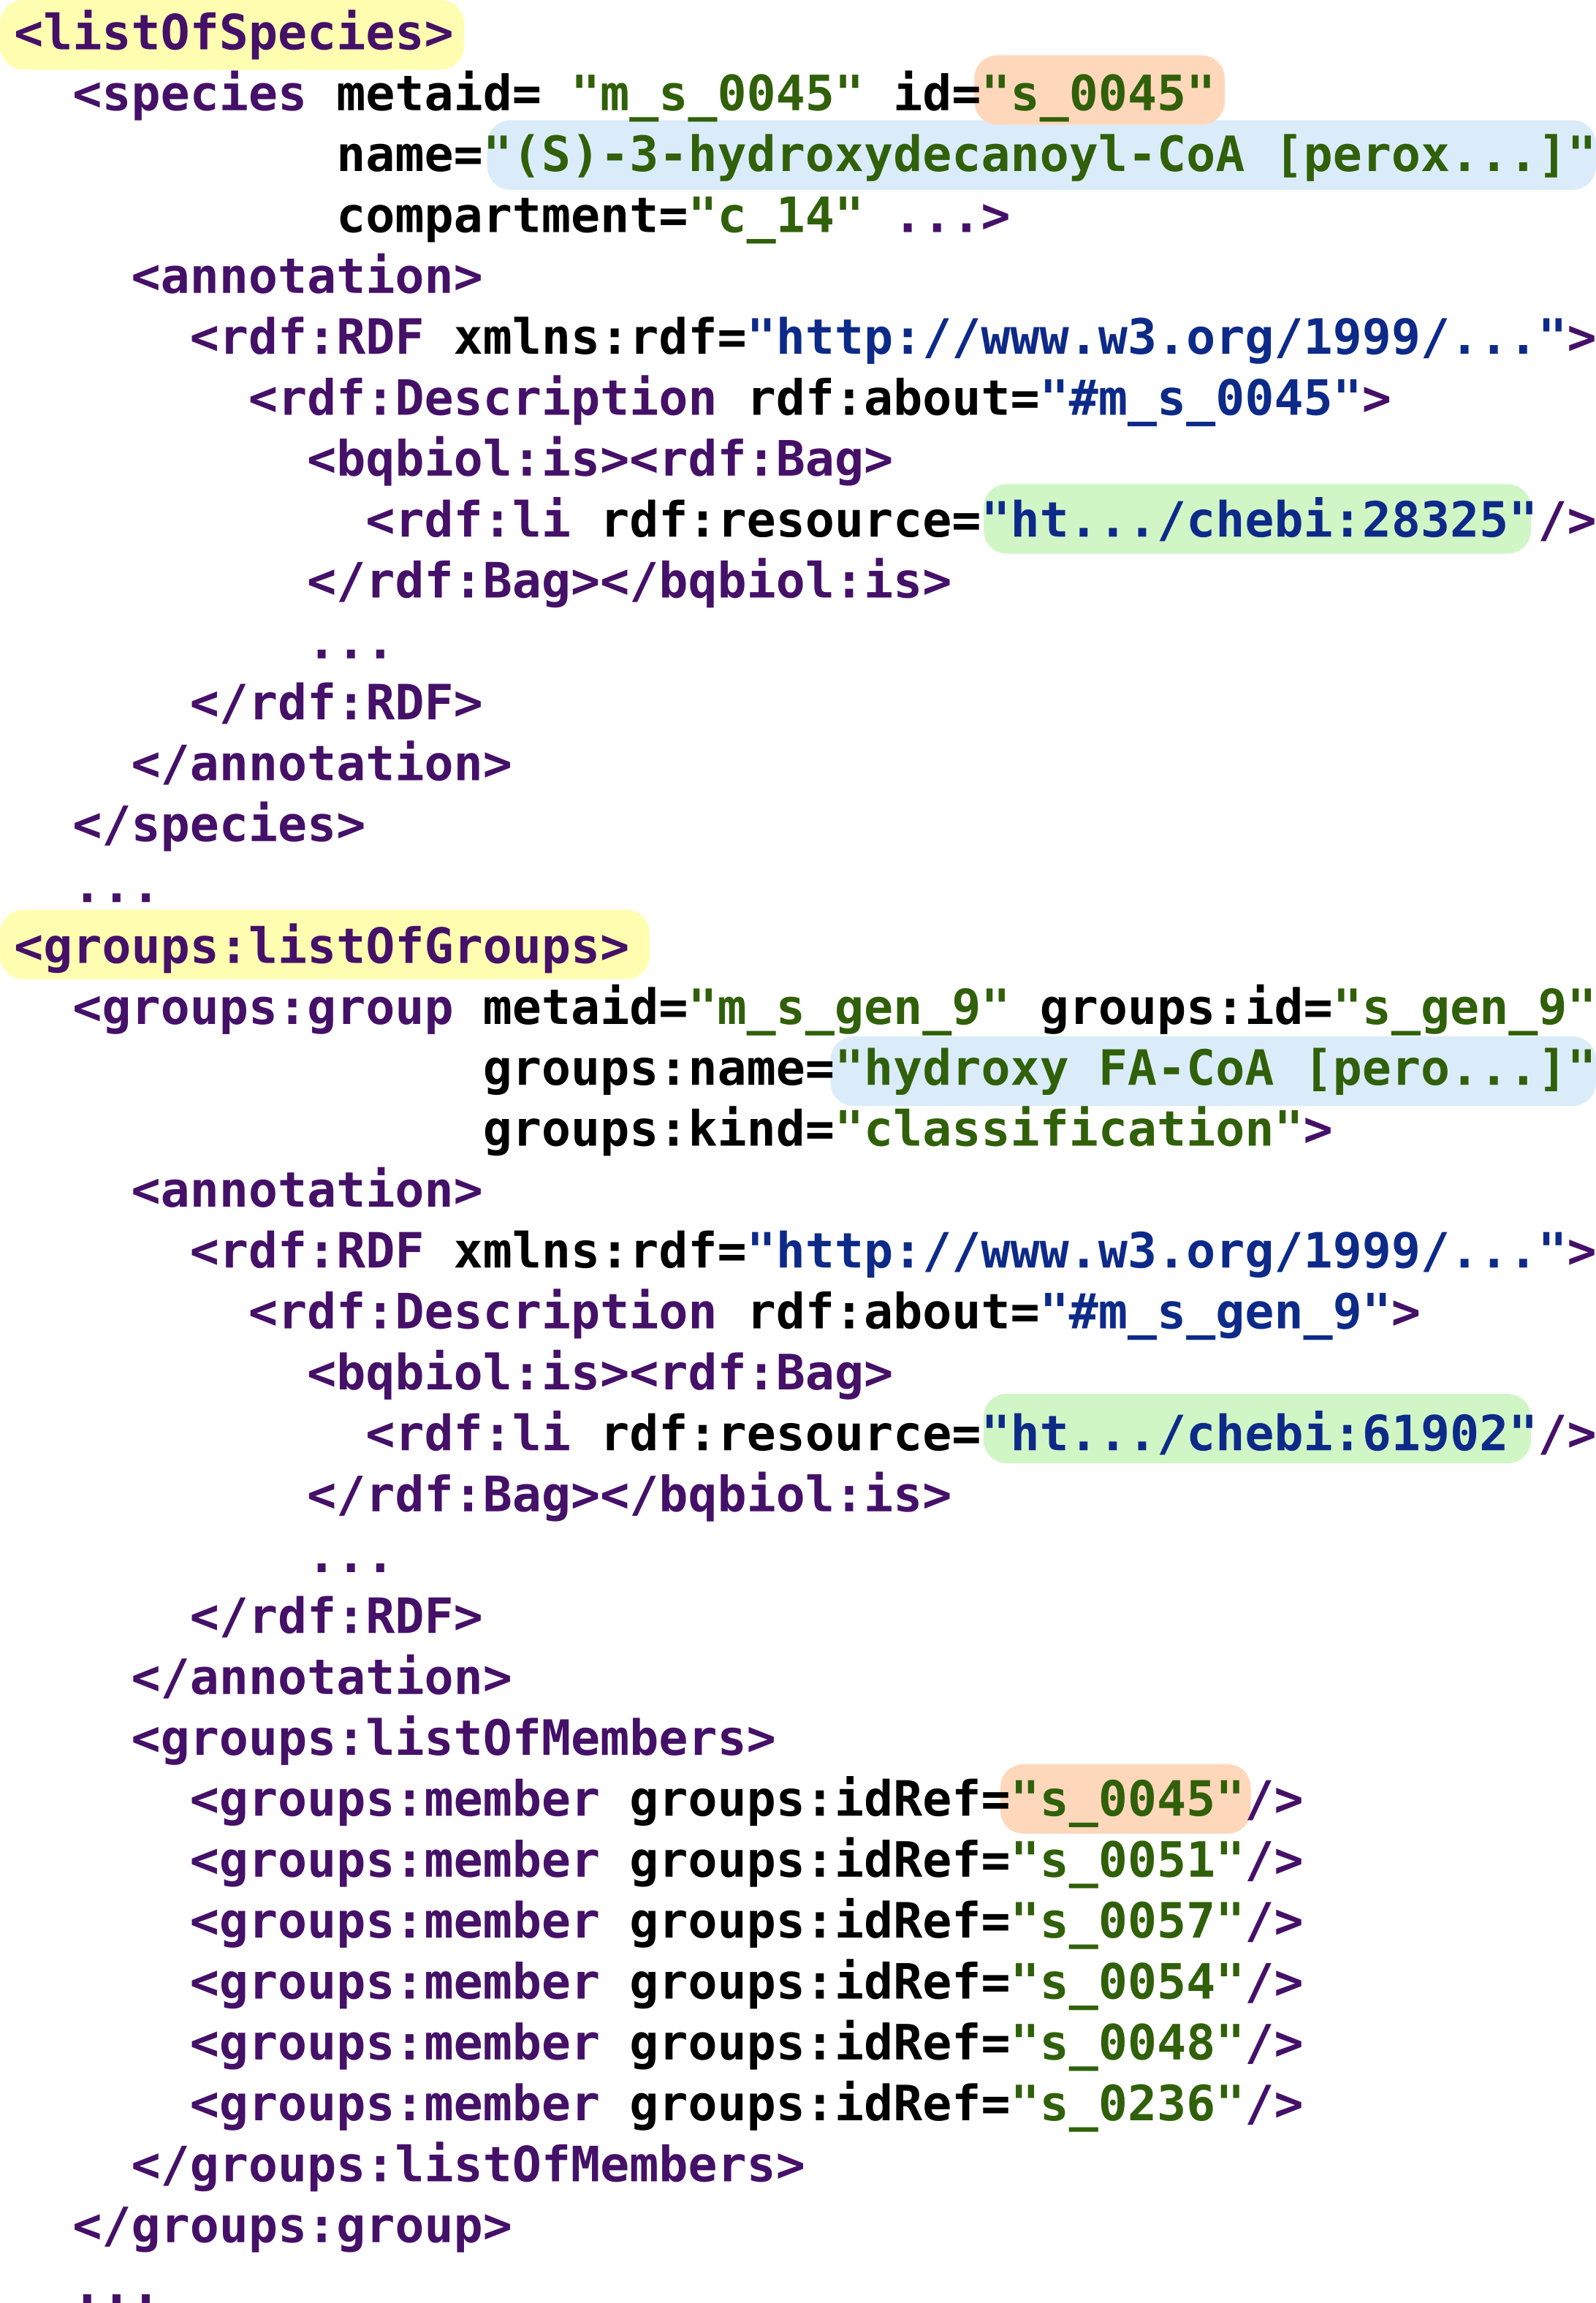 <listOfSpecies>
<species metaid= "m_s_0045" id="s_0045"
name="(S)-3-hydroxydecanoyl-CoA [perox...]"
compartment="c_14" ...>
<annotation>
<rdf:RDF xmlns:rdf="http://www.w3.org/1999/...">
<rdf:Description rdf:about="#m_s_0045">
<bqbiol:is><rdf:Bag>
<rdf:li rdf:resource="ht.../chebi:28325"/>
</rdf:Bag></bqbiol:is>
...
</rdf:RDF>
</annotation>
</species>
...
<groups:listOfGroups>
<groups:group metaid="m_s_gen_9" groups:id="s_gen_9"
groups:name="hydroxy FA-CoA [pero...]"
groups:kind="classification">
<annotation>
<rdf:RDF xmlns:rdf="http://www.w3.org/1999/...">
<rdf:Description rdf:about="#m_s_gen_9">
<bqbiol:is><rdf:Bag>
<rdf:li rdf:resource="ht.../chebi:61902"/>
</rdf:Bag></bqbiol:is>
...
</rdf:RDF>
</annotation>
<groups:listOfMembers>
<groups:member groups:idRef="s_0045"/>
<groups:member groups:idRef="s_0051"/>
<groups:member groups:idRef="s_0057"/>
<groups:member groups:idRef="s_0054"/>
<groups:member groups:idRef="s_0048"/>
<groups:member groups:idRef="s_0236"/>
</groups:listOfMembers>
</groups:group>
...